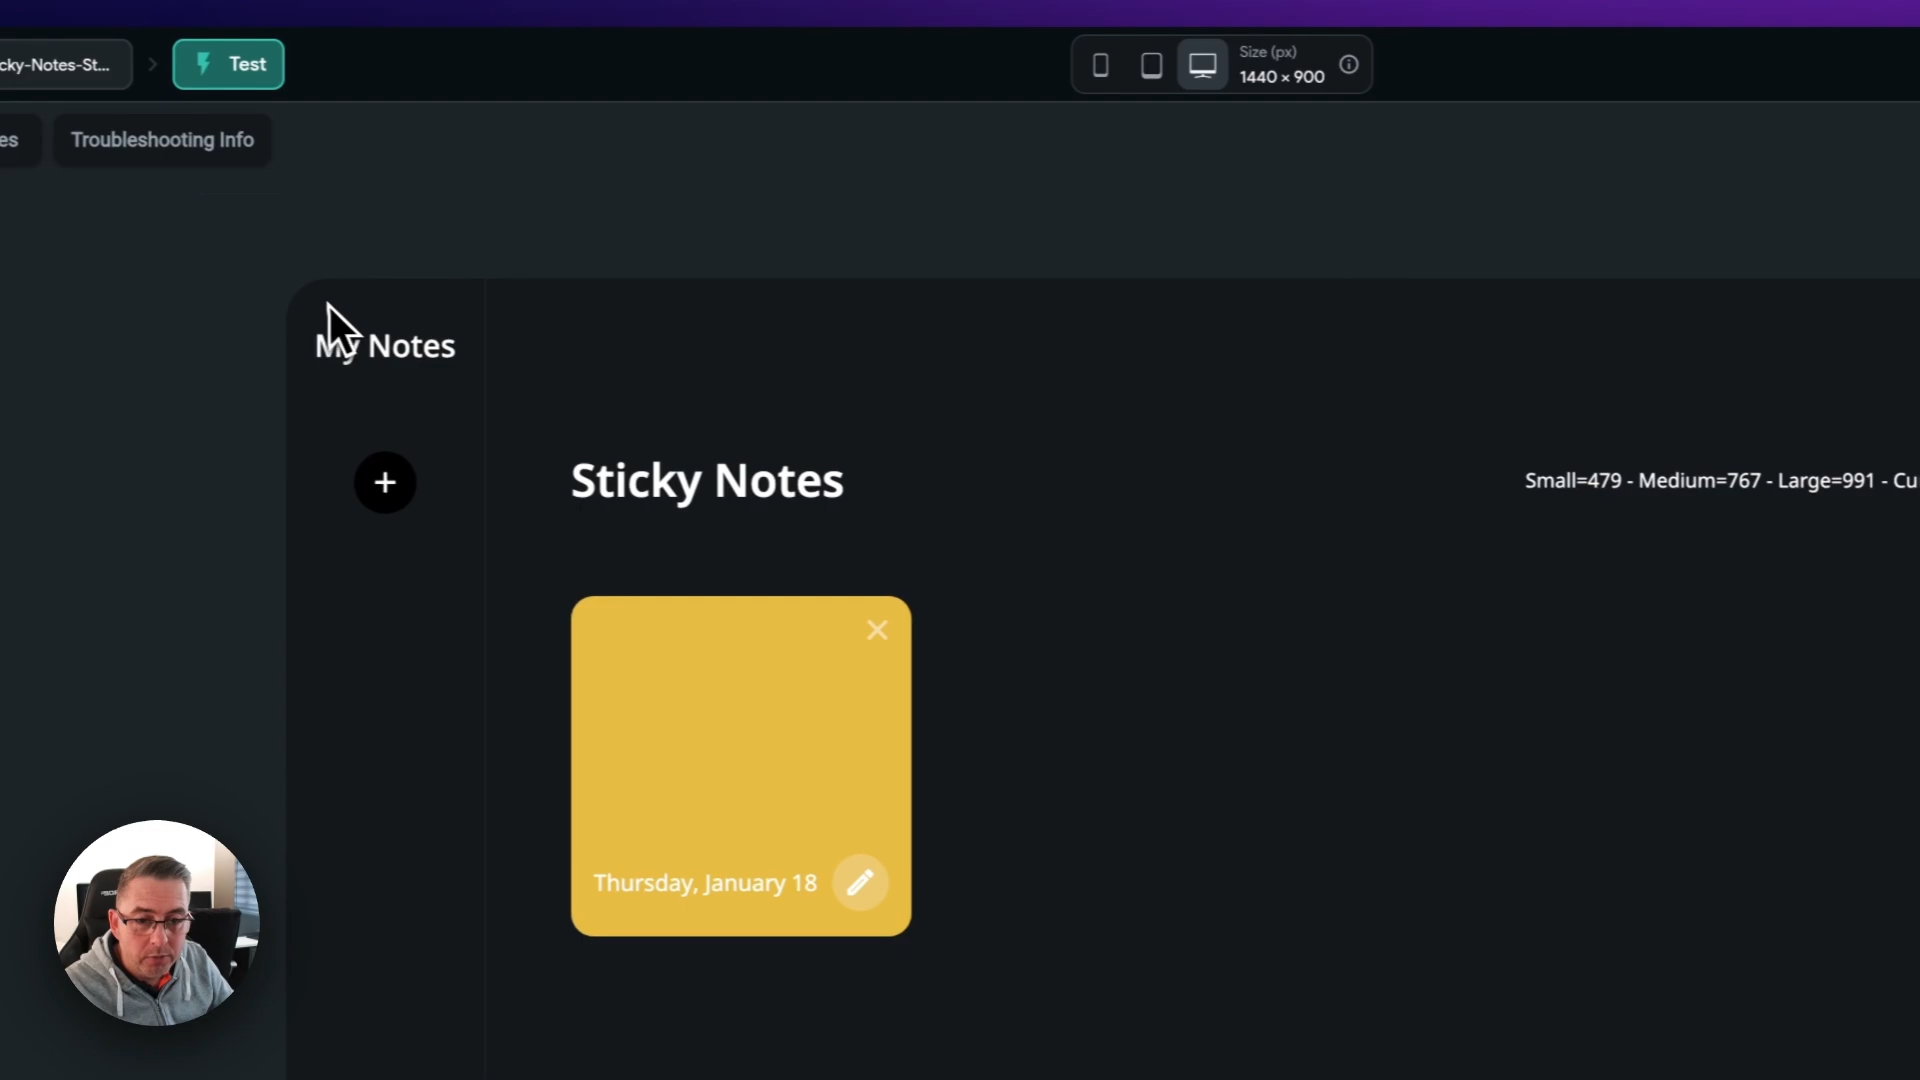 cky-Notes-St...
Test
Size (px)
1440 × 900
es
Troubleshooting Info
My Notes
Sticky Notes
Small=479 - Medium=767 - Large=991 - Cu
Thursday, January 18